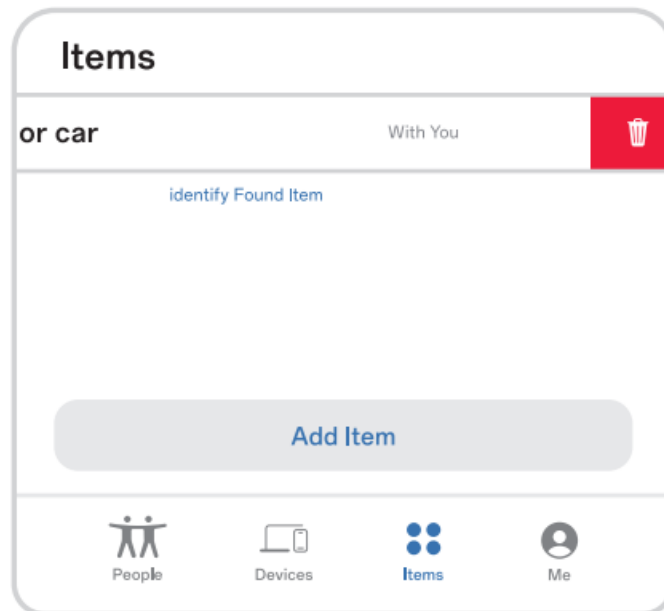 Items
or car With You
identify Found Item
Add Item
People Devices Items Me